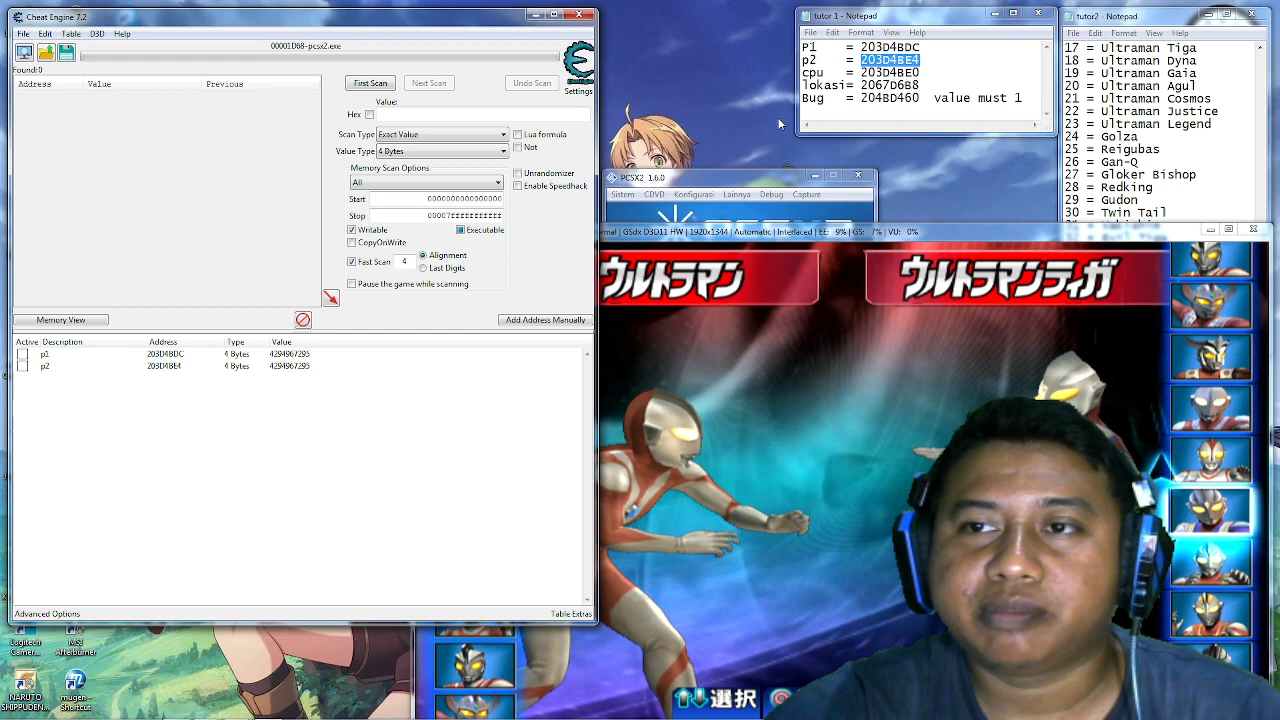 Cheat Engine 7.2
File Edit Table D3D Help
00001D68-pcsx2.exe
Found:0
Address Value Previous
First Scan Next Scan Undo Scan
Settings
Value:
Hex
Scan Type Exact Value
Lua formula
Value Type 4 Bytes
Not
Memory Scan Options
All
Unrandomizer
Enable Speedhack
Start 0000000000000000
Stop 00007fffffffffff
Writable Executable
CopyOnWrite
Fast Scan 4 Alignment
Last Digits
Pause the game while scanning
Memory View
Add Address Manually
Active Description Address Type Value
p1 203D4BDC 4 Bytes 4294967295
p2 203D4BE4 4 Bytes 4294967295
Advanced Options Table Extras
tutor 1 - Notepad
File Edit Format View Help
P1 = 203D4BDC
p2 = 203D4BE4
cpu = 203D4BE0
lokasi= 2067D6B8
Bug = 204BD460 value must 1
tutor2 - Notepad
File Edit Format View Help
17 = Ultraman Tiga
18 = Ultraman Dyna
19 = Ultraman Gaia
20 = Ultraman Agul
21 = Ultraman Cosmos
22 = Ultraman Justice
23 = Ultraman Legend
24 = Golza
25 = Reigubas
26 = Gan-Q
27 = Gloker Bishop
28 = Redking
29 = Gudon
30 = Twin Tail
PCSX2 1.6.0
Sistem CDVD Konfigurasi Lainnya Debug Capture
GSdx D3D11 HW | 1920x1344 | Automatic | Interlaced | EE: 9% | GS: 7% | VU: 0%
ウルトラマン
ウルトラマンティガ
選択
Logitech
Gamer...
MSI
Afterburner
NARUTO
SHIPPUDEN...
mugen -
Shortcut